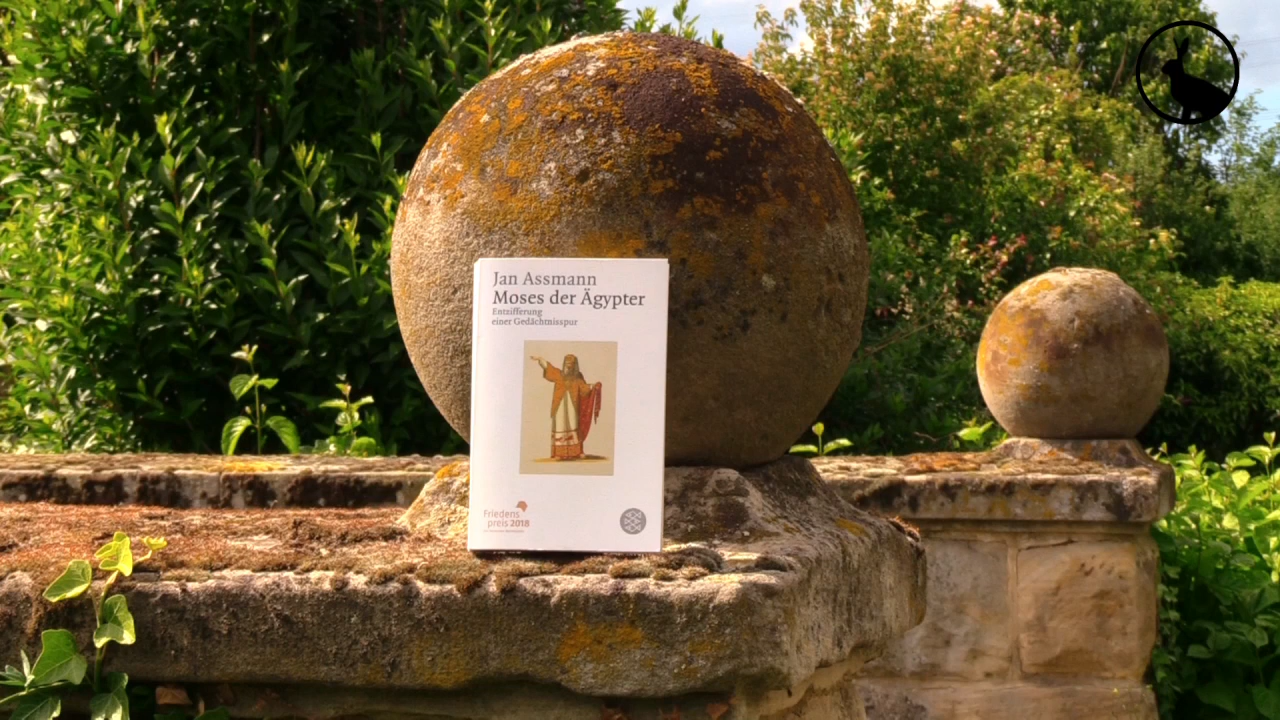 Jan Assmann
Moses der Ägypter
Entzifferung
einer Gedächtnisspur
Friedens
preis 2018